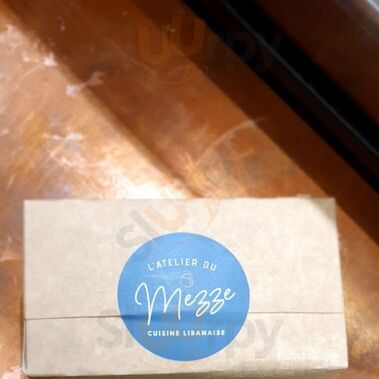 L'ATELIER DU
Mezze
CUISINE LIBANAISE